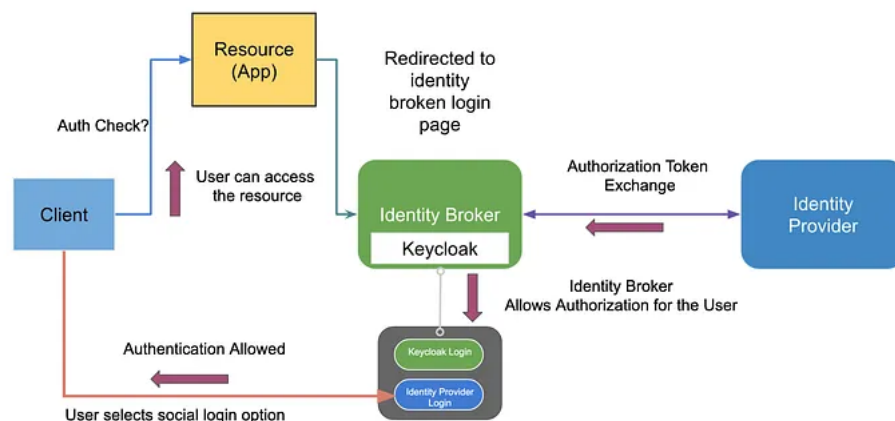 Resource
(App)
Redirected to
identity
broken login
page
Auth Check?
User can access
the resource
Authorization Token
Exchange
Client
Identity Broker
Keycloak
Identity
Provider
Identity Broker
Allows Authorization for the User
Authentication Allowed
Keycloak Login
Identity Provider
Login
User selects social login option